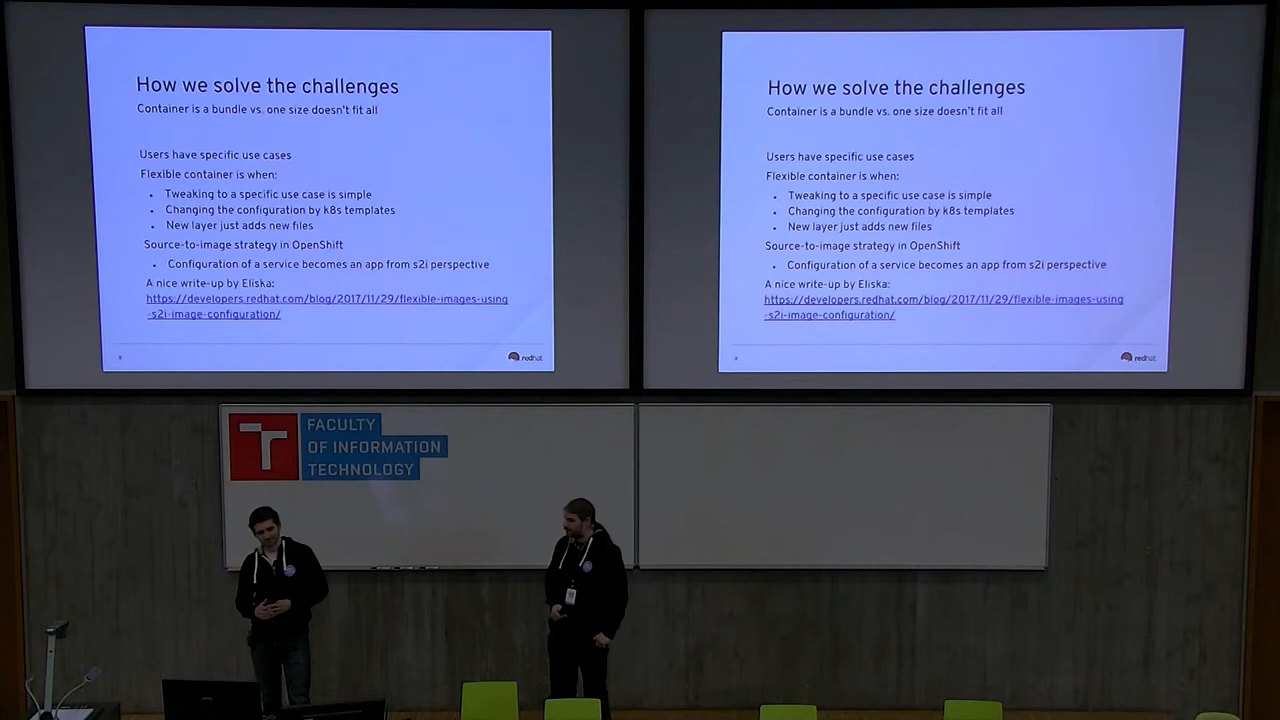 How we solve the challenges
Container is a bundle vs. one size doesn't fit all
Users have specific use cases
Flexible container is when:
• Tweaking to a specific use case is simple
• Changing the configuration by k8s templates
• New layer just adds new files
Source-to-image strategy in OpenShift
• Configuration of a service becomes an app from s2i perspective
A nice write-up by Eliska:
https://developers.redhat.com/blog/2017/11/29/flexible-images-using
-s2i-image-configuration/
redhat
How we solve the challenges
Container is a bundle vs. one size doesn't fit all
Users have specific use cases
Flexible container is when:
• Tweaking to a specific use case is simple
• Changing the configuration by k8s templates
• New layer just adds new files
Source-to-image strategy in OpenShift
• Configuration of a service becomes an app from s2i perspective
A nice write-up by Eliska:
https://developers.redhat.com/blog/2017/11/29/flexible-images-using
-s2i-image-configuration/
redhat
T
FACULTY
OF INFORMATION
TECHNOLOGY